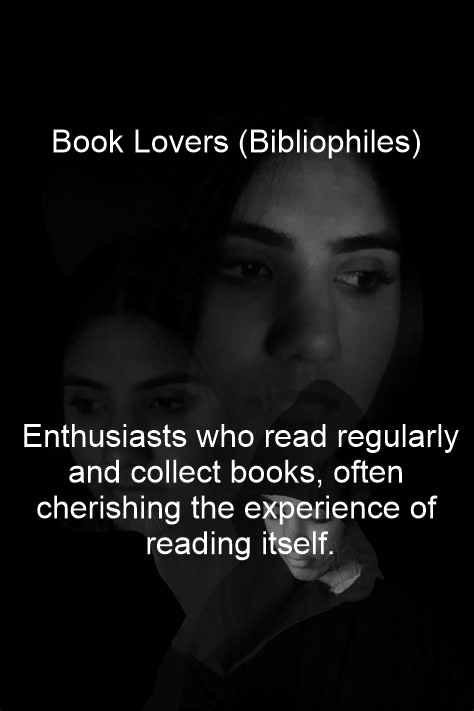 Book Lovers (Bibliophiles)
Enthusiasts who read regularly
and collect books, often
cherishing the experience of
reading itself.